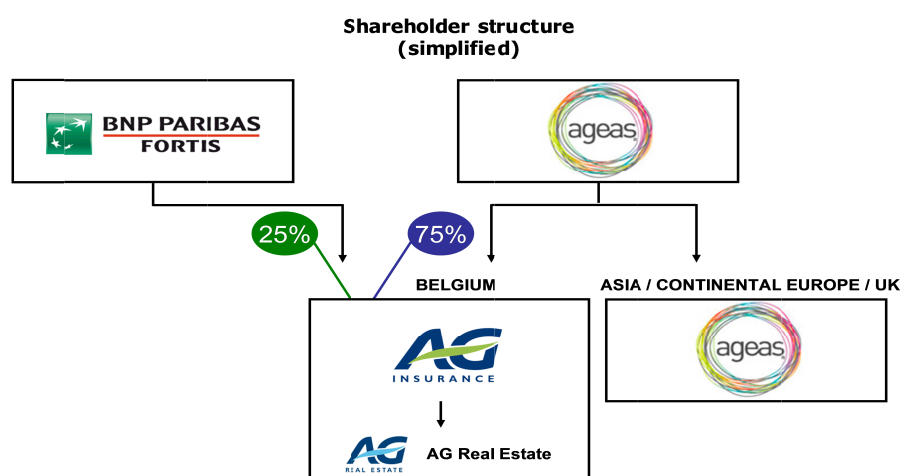 Shareholder structure
(simplified)
BNP PARIBAS
FORTIS
ageas
25%
75%
BELGIUM
ASIA / CONTINENTAL EUROPE / UK
AG
INSURANCE
ageas
AG
RIAL ESTATE
AG Real Estate